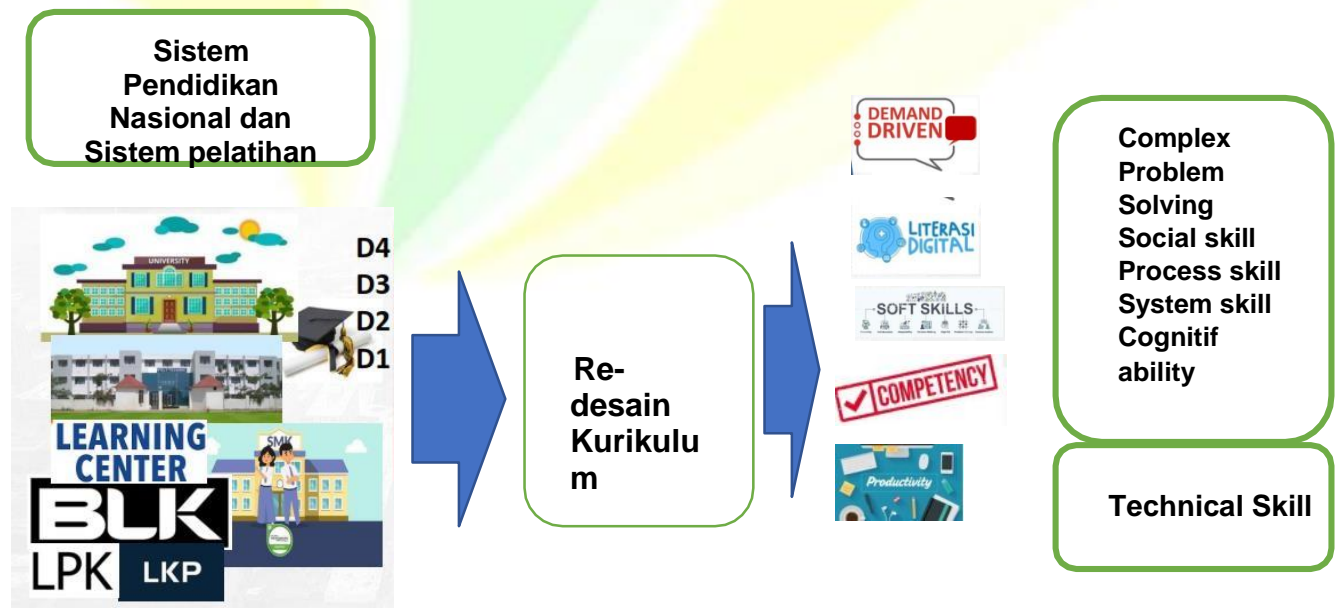 Sistem
Pendidikan
Nasional dan
Sistem pelatihan
UNIVERSITY
D4
D3
D2
D1
LEARNING
CENTER
SMK
BLK
LPK
LKP
Re-
desain
Kurikulu
m
DEMAND
DRIVEN
LITERASI
DIGITAL
SOFT SKILLS
COMPETENCY
Productivity
Complex
Problem
Solving
Social skill
Process skill
System skill
Cognitif
ability
Technical Skill